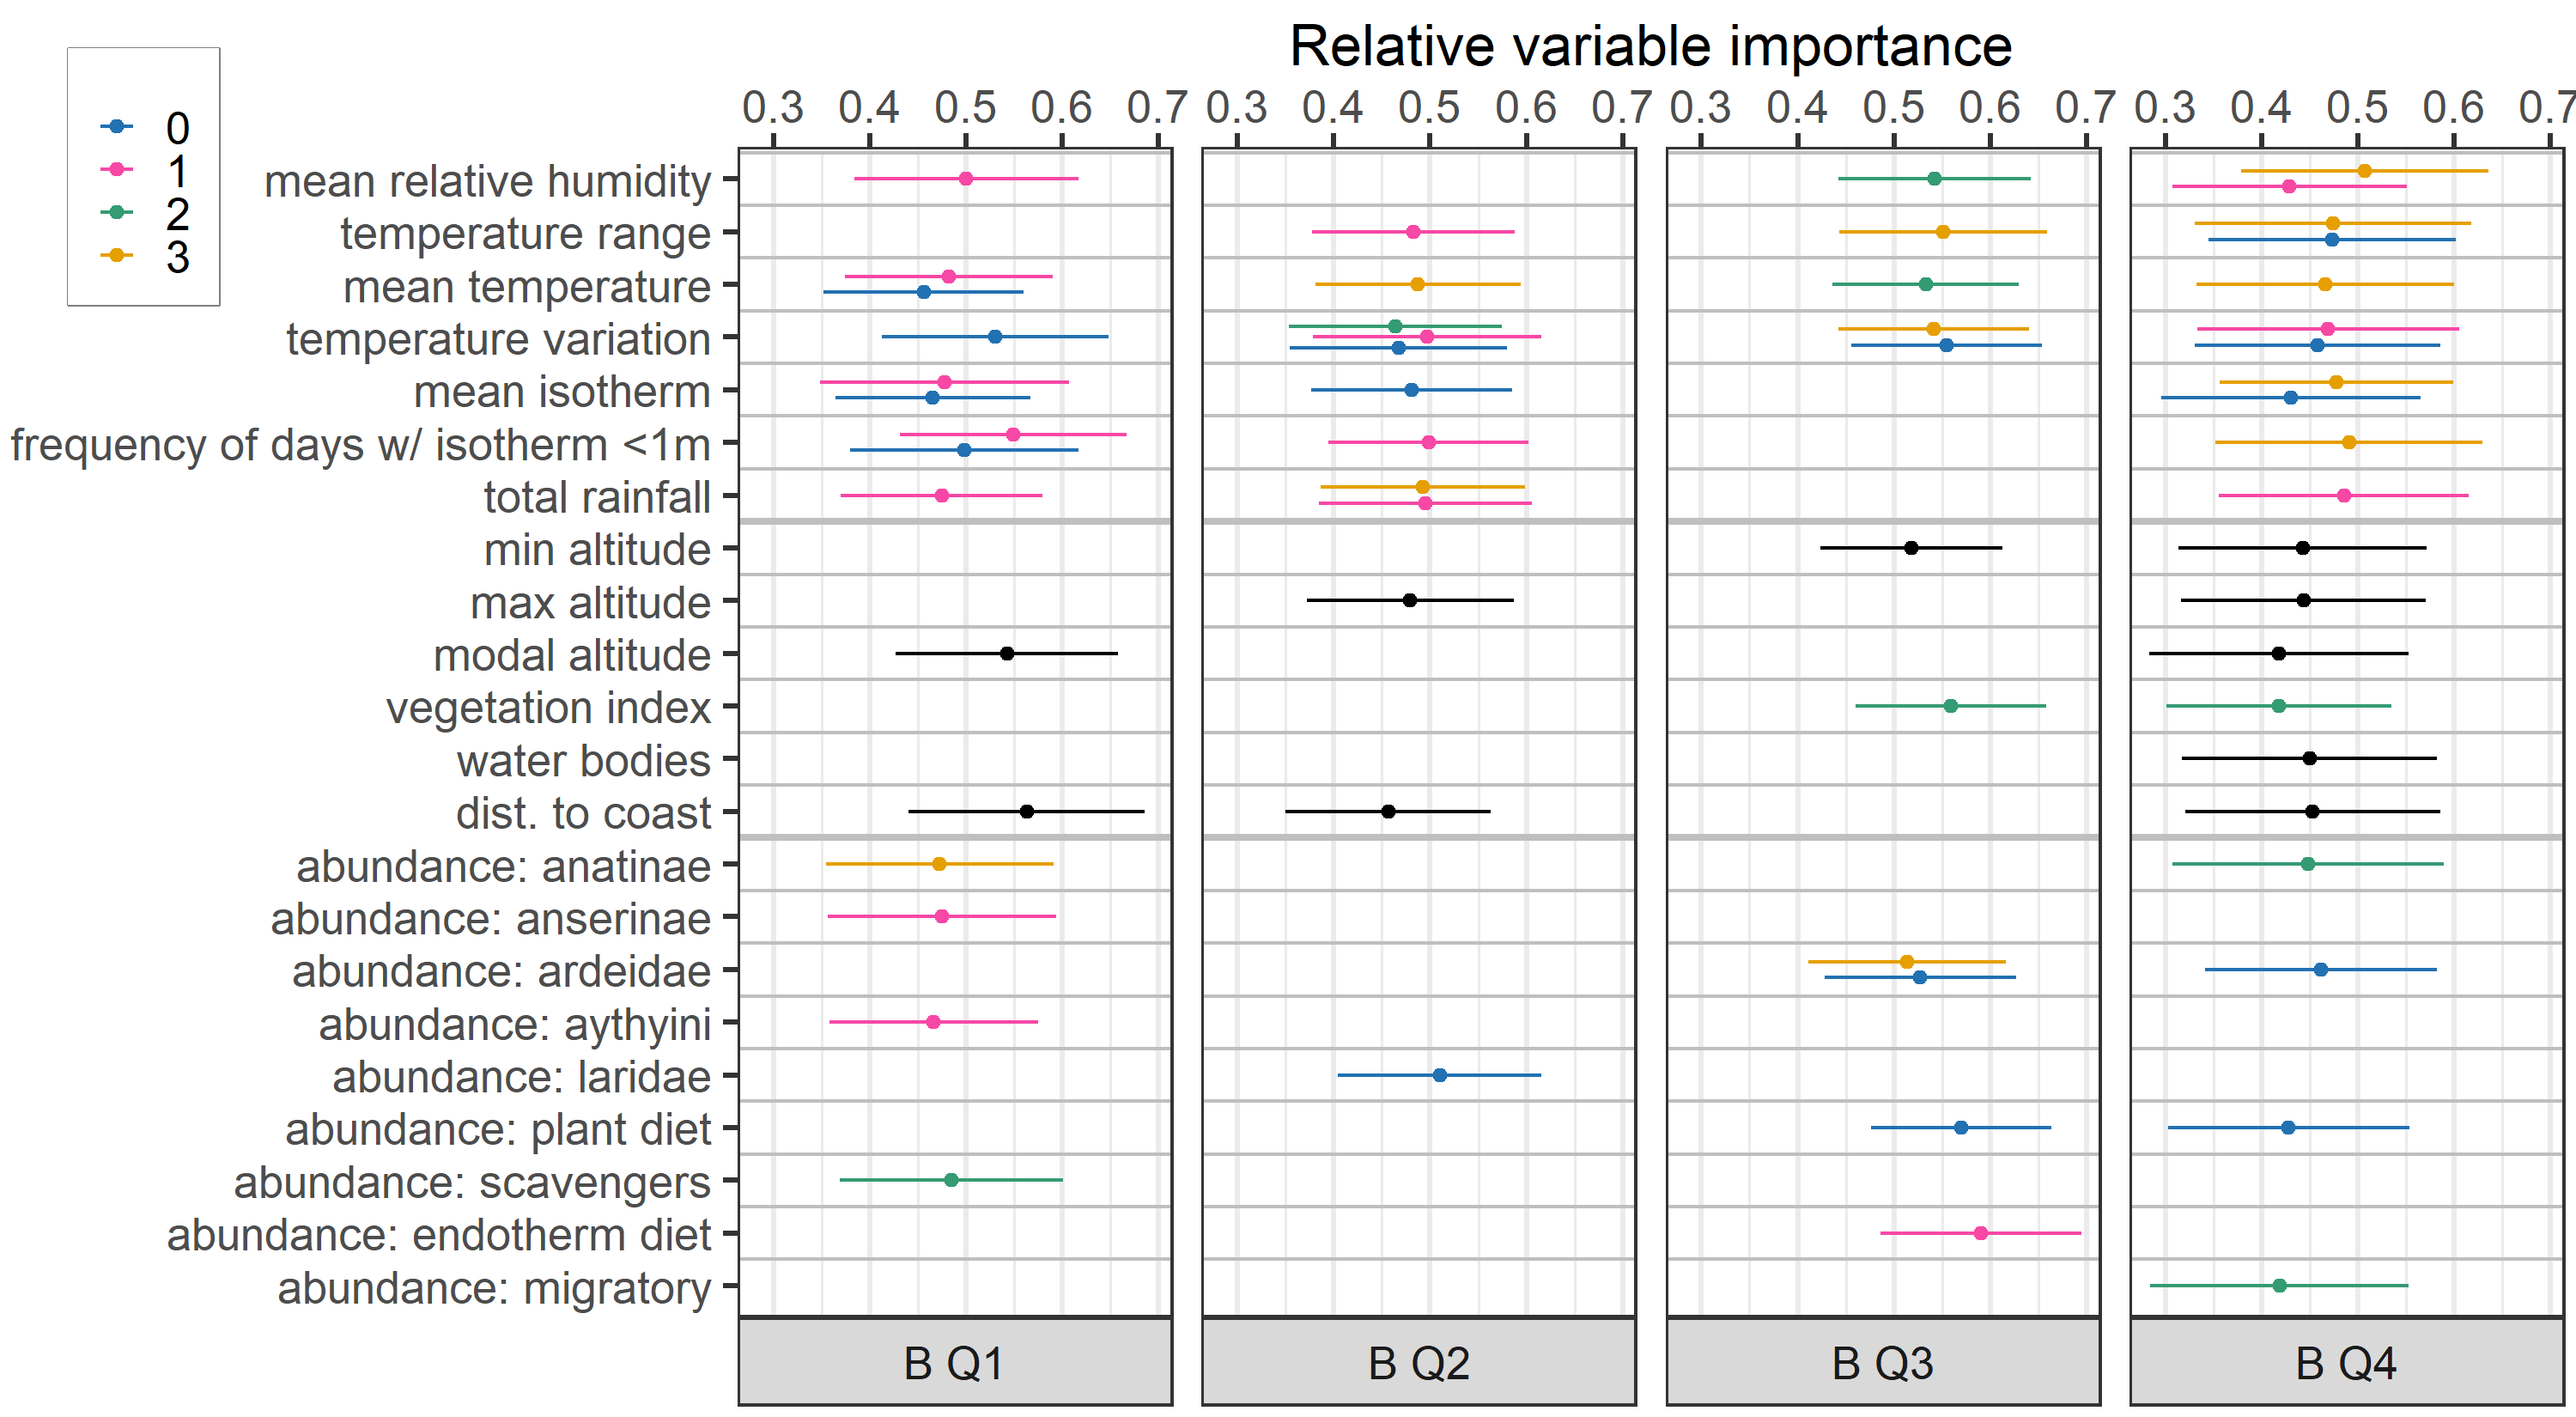 Relative variable importance
0.3 0.4 0.5 0.6 0.7 0.3 0.4 0.5 0.6 0.7 0.3 0.4 0.5 0.6 0.7 0.3 0.4 0.5 0.6 0.7
0
1
2
3
mean relative humidity
temperature range
mean temperature
temperature variation
mean isotherm
frequency of days w/ isotherm <1m
total rainfall
min altitude
max altitude
modal altitude
vegetation index
water bodies
dist. to coast
abundance: anatinae
abundance: anserinae
abundance: ardeidae
abundance: aythyini
abundance: laridae
abundance: plant diet
abundance: scavengers
abundance: endotherm diet
abundance: migratory
B Q1 B Q2 B Q3 B Q4